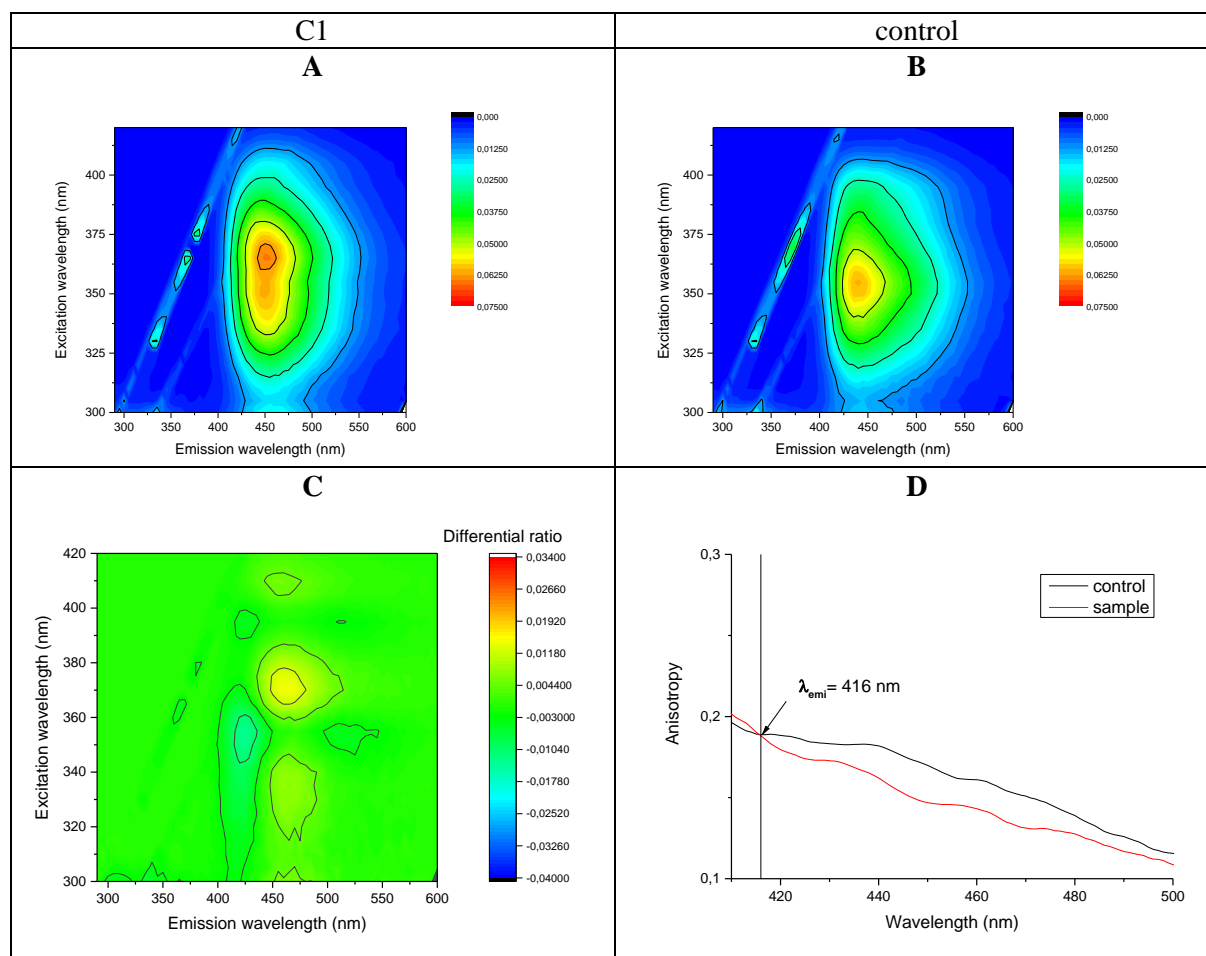 C1
control
A
B
0,000
0,01250
0,02500
0,03750
0,05000
0,06250
0,07500
400
375
350
325
300
Excitation wavelength (nm)
300 350 400 450 500 550 600
Emission wavelength (nm)
0,000
0,01250
0,02500
0,03750
0,05000
0,06250
0,07500
400
375
350
325
300
Excitation wavelength (nm)
300 350 400 450 500 550 600
Emission wavelength (nm)
C
D
Differential ratio
0,03400
0,02660
0,01920
0,01180
0,004400
-0,003000
-0,01040
-0,01780
-0,02520
-0,03260
-0,04000
420
400
380
360
340
320
300
Excitation wavelength (nm)
300 350 400 450 500 550 600
Emission wavelength (nm)
0,3
0,2
0,1
Anisotropy
control
sample
λemi= 416 nm
420 440 460 480 500
Wavelength (nm)